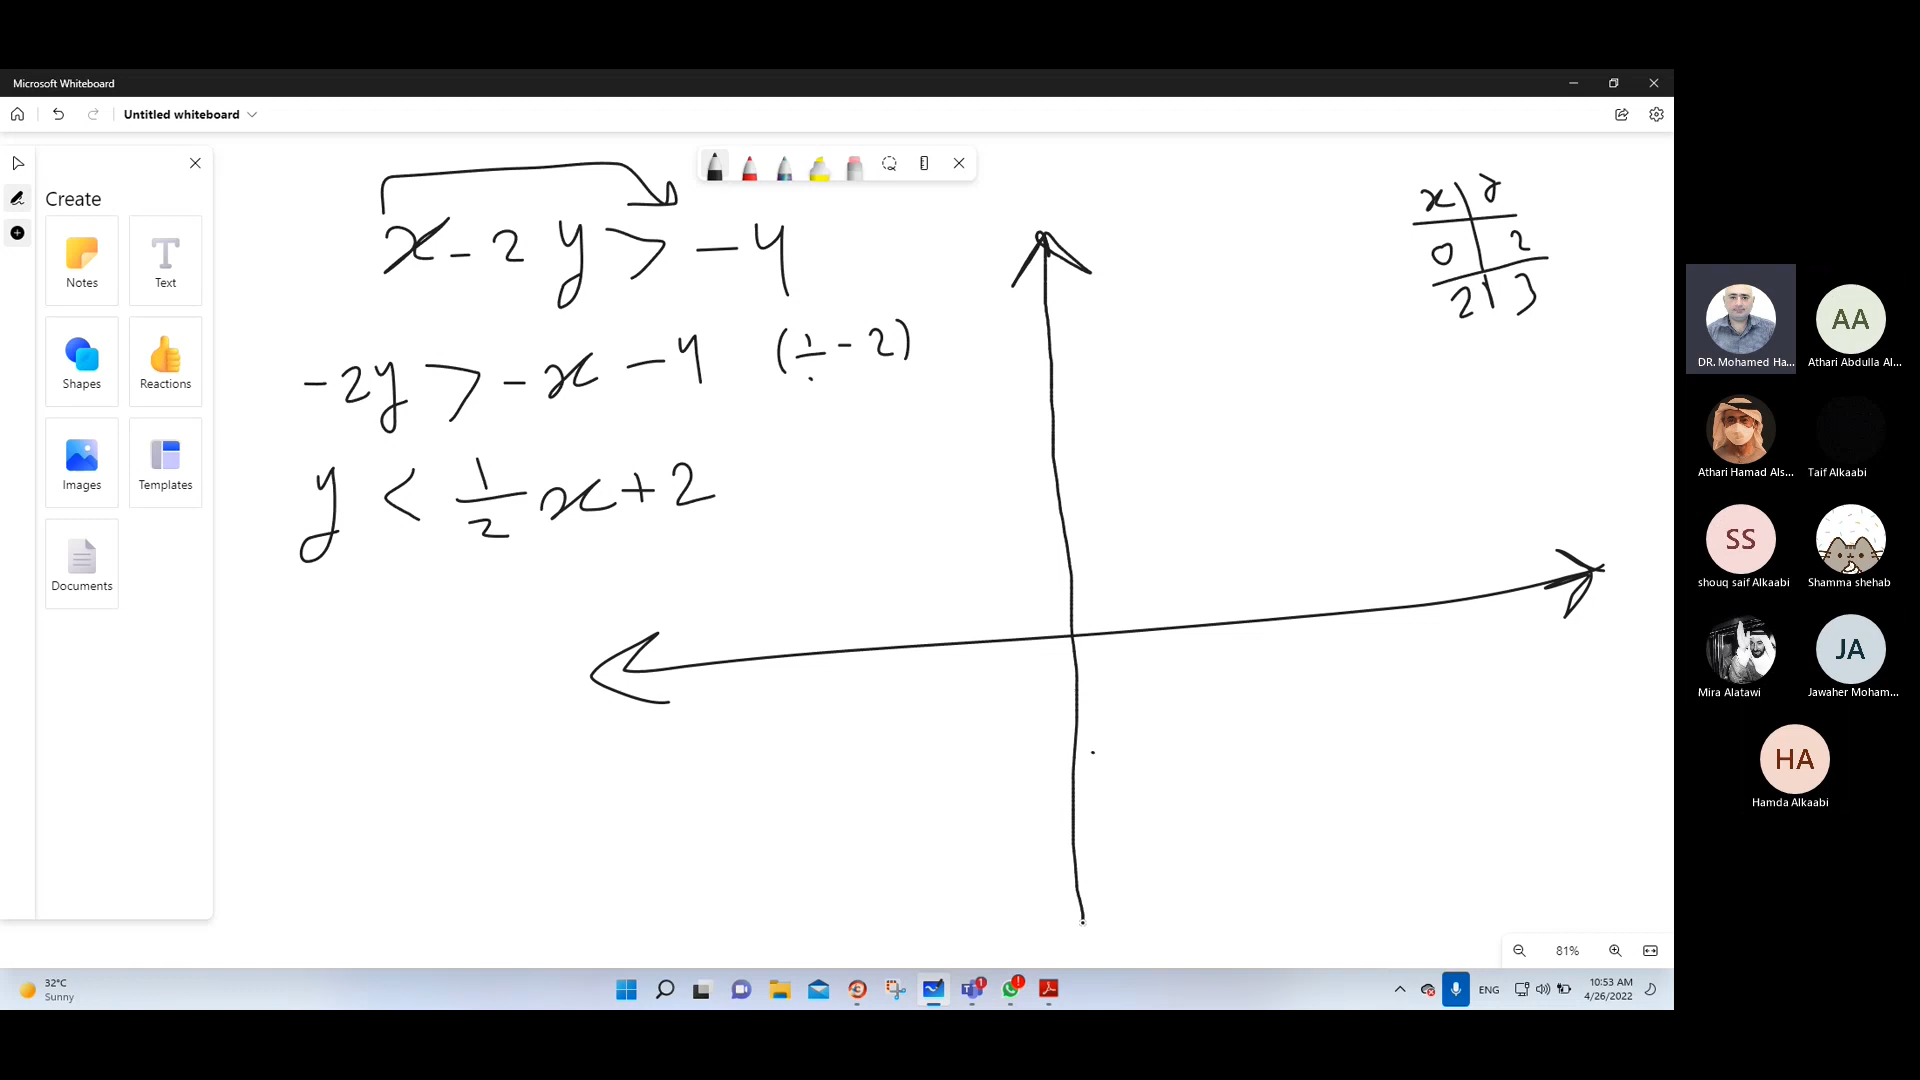 Microsoft Whiteboard
Untitled whiteboard
Create
Notes
Text
Shapes
Reactions
Images
Templates
Documents
x - 2y > -4
-2y > -x - 4 (÷ - 2)
y < 1/2 x + 2
x | y
0 | 2
2 | 3
DR. Mohamed Ha...
AA
Athari Abdulla Al...
Athari Hamad Als...
Taif Alkaabi
SS
shouq saif Alkaabi
Shamma shehab
Mira Alatawi
JA
Jawaher Moham...
HA
Hamda Alkaabi
81%
32°C
Sunny
1
!
ENG
10:53 AM
4/26/2022